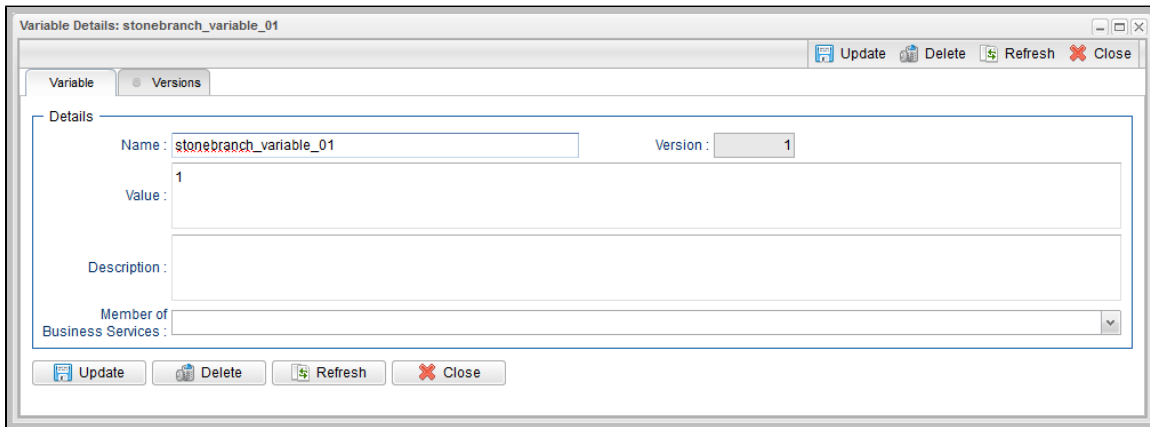 Variable Details: stonebranch_variable_01
Update Delete Refresh Close
Variable Versions
Details
Name : stonebranch_variable_01 Version : 1
Value : 1
Description :
Member of
Business Services :
Update Delete Refresh Close